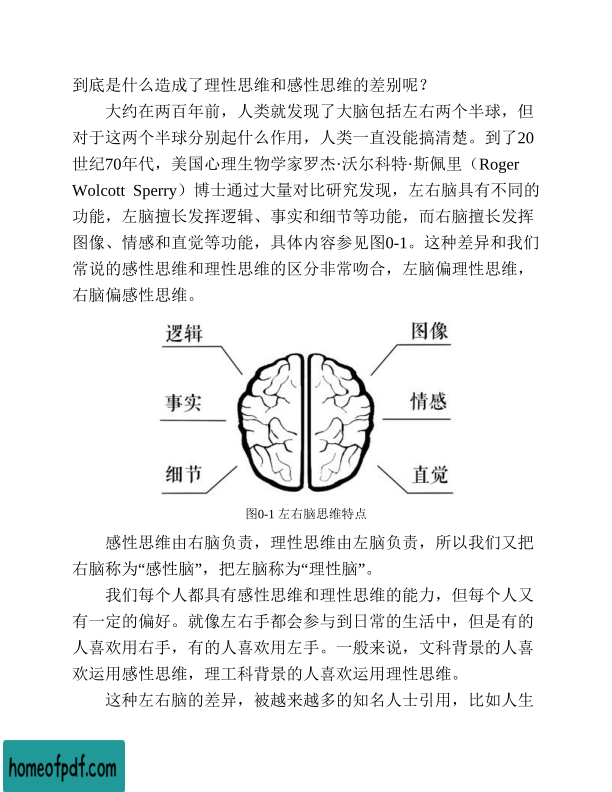 到底是什么造成了理性思维和感性思维的差别呢？
大约在两百年前，人类就发现了大脑包括左右两个半球，但
对于这两个半球分别起什么作用，人类一直没能搞清楚。到了20
世纪70年代，美国心理生物学家罗杰·沃尔科特·斯佩里（Roger
Wolcott Sperry）博士通过大量对比研究发现，左右脑具有不同的
功能，左脑擅长发挥逻辑、事实和细节等功能，而右脑擅长发挥
图像、情感和直觉等功能，具体内容参见图0-1。这种差异和我们
常说的感性思维和理性思维的区分非常吻合，左脑偏理性思维，
右脑偏感性思维。
逻辑
图像
事实
情感
细节
直觉
图0-1 左右脑思维特点
感性思维由右脑负责，理性思维由左脑负责，所以我们又把
右脑称为“感性脑”，把左脑称为“理性脑”。
我们每个人都具有感性思维和理性思维的能力，但每个人又
有一定的偏好。就像左右手都会参与到日常的生活中，但是有的
人喜欢用右手，有的人喜欢用左手。一般来说，文科背景的人喜
欢运用感性思维，理工科背景的人喜欢运用理性思维。
这种左右脑的差异，被越来越多的知名人士引用，比如人生
homeofpdf.com